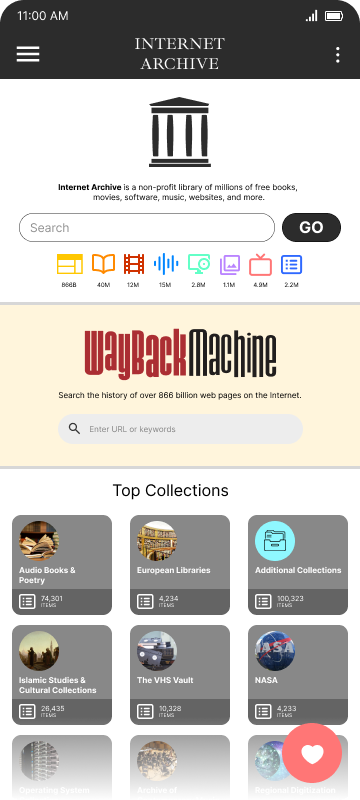 11:00 AM
INTERNET
ARCHIVE
Internet Archive is a non-profit library of millions of free books,
movies, software, music, websites, and more.
Search
GO
866B
40M
12M
15M
2.8M
1.1M
4.9M
2.2M
WayBackMachine
Search the history of over 866 billion web pages on the Internet.
Enter URL or keywords
Top Collections
Audio Books &
Poetry
74,301
ITEMS
European Libraries
4,234
ITEMS
Additional Collections
100,323
ITEMS
Islamic Studies &
Cultural Collections
26,435
ITEMS
The VHS Vault
10,328
ITEMS
NASA
NASA
4,233
ITEMS
Operating System
Archive of
Regional Digitization